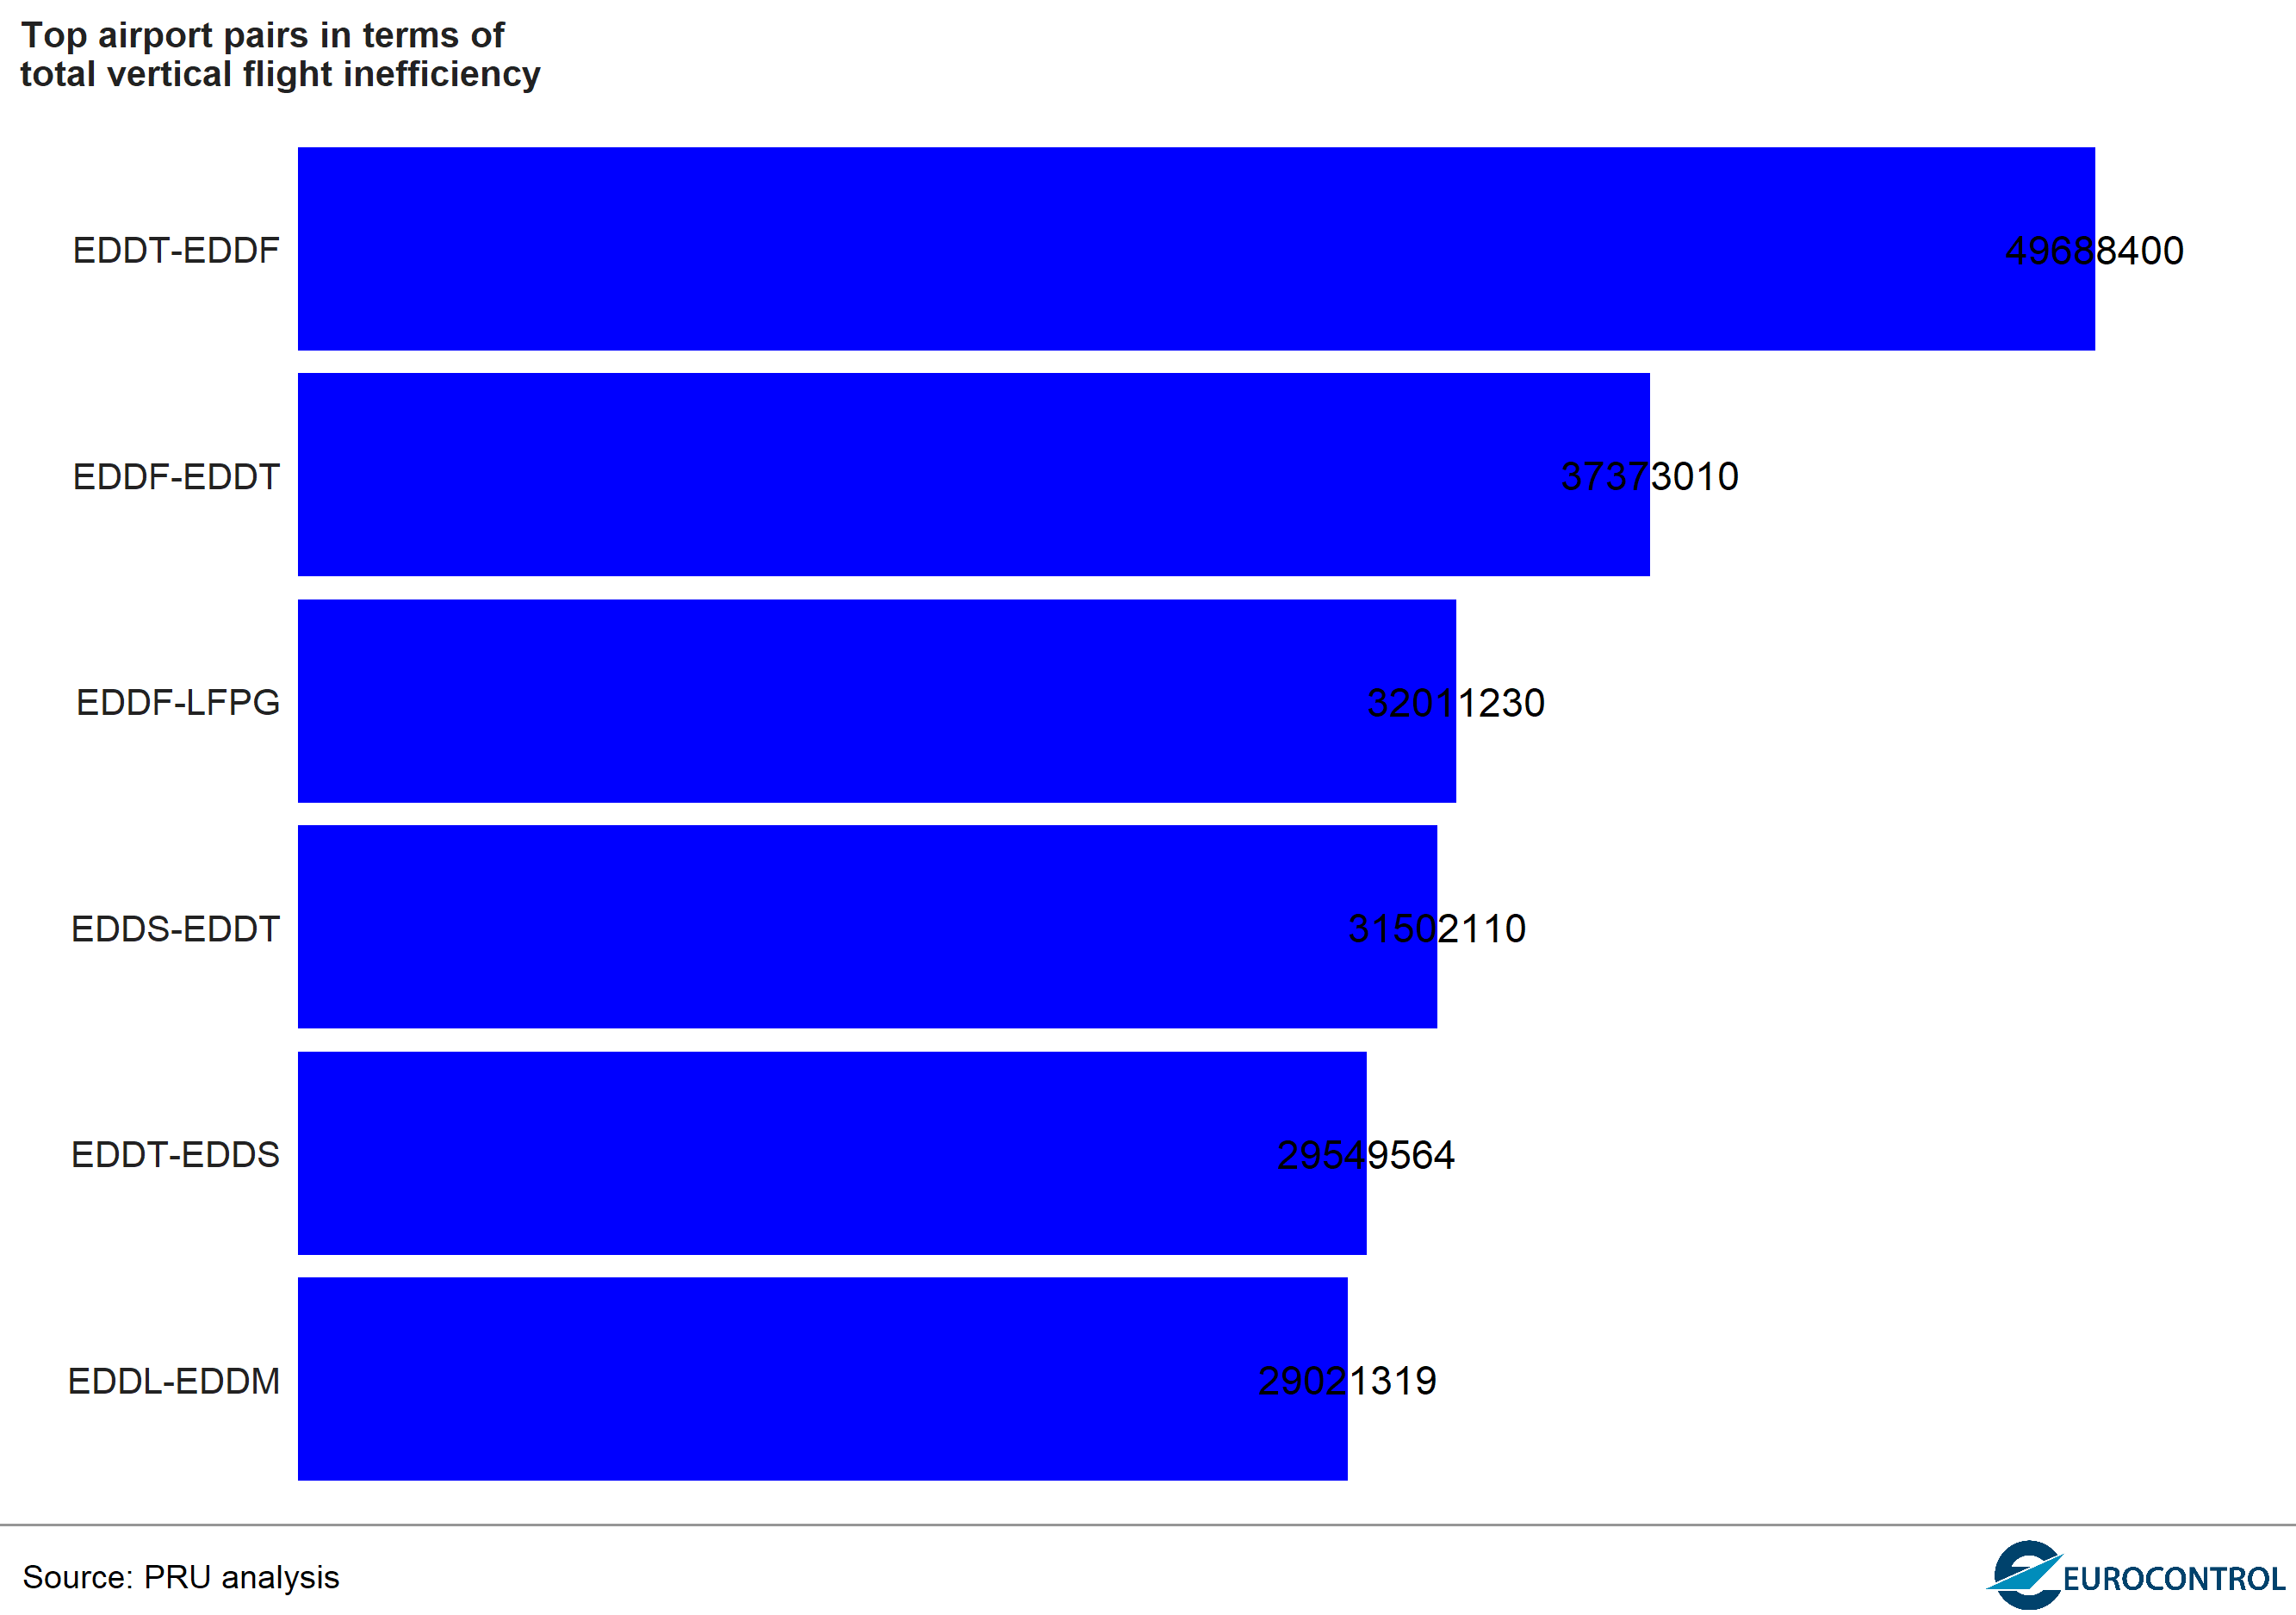 Top airport pairs in terms of
total vertical flight inefficiency
EDDT-EDDF
49688400
EDDF-EDDT
37373010
EDDF-LFPG
32011230
EDDS-EDDT
31502110
EDDT-EDDS
29549564
EDDL-EDDM
29021319
Source: PRU analysis
EUROCONTROL